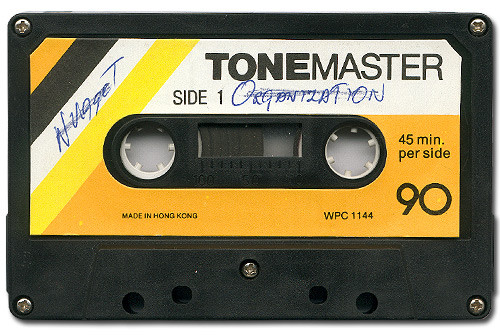 TONEMASTER
NUGGET
SIDE 1 ORGANIZATION
45 min.
per side
90
MADE IN HONG KONG
WPC 1144